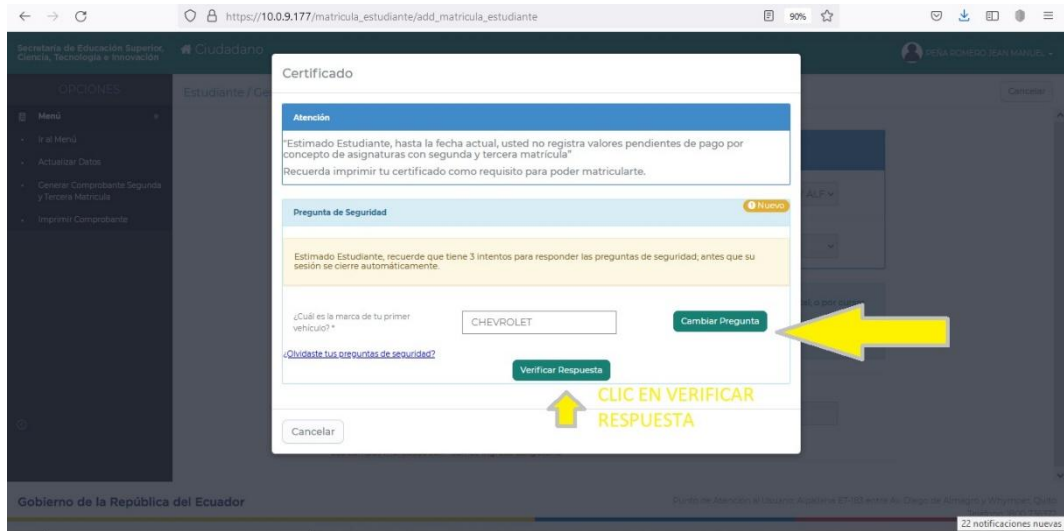 https://10.0.9.177/matricula_estudiante/add_matricula_estudiante
90%
Secretaría de Educación Superior,
Ciencia, Tecnología e Innovación
Ciudadano
PEÑA ROMERO JEAN MANUEL
OPCIONES
Estudiante / Ge
Cancelar
Menú
Ir al Menú
Actualizar Datos
Generar Comprobante Segunda
y Tercera Matrícula
Imprimir Comprobante
Certificado
Atención
"Estimado Estudiante, hasta la fecha actual, usted no registra valores pendientes de pago por
concepto de asignaturas con segunda y tercera matrícula"
Recuerda imprimir tu certificado como requisito para poder matricularte.
Pregunta de Seguridad
Nuevo
Estimado Estudiante, recuerde que tiene 3 intentos para responder las preguntas de seguridad, antes que su
sesión se cierre automáticamente.
¿Cuál es la marca de tu primer
vehículo? *
CHEVROLET
Cambiar Pregunta
¿Olvidaste tus preguntas de seguridad?
Verificar Respuesta
CLIC EN VERIFICAR
RESPUESTA
Cancelar
Gobierno de la República del Ecuador
22 notificaciones nuevas